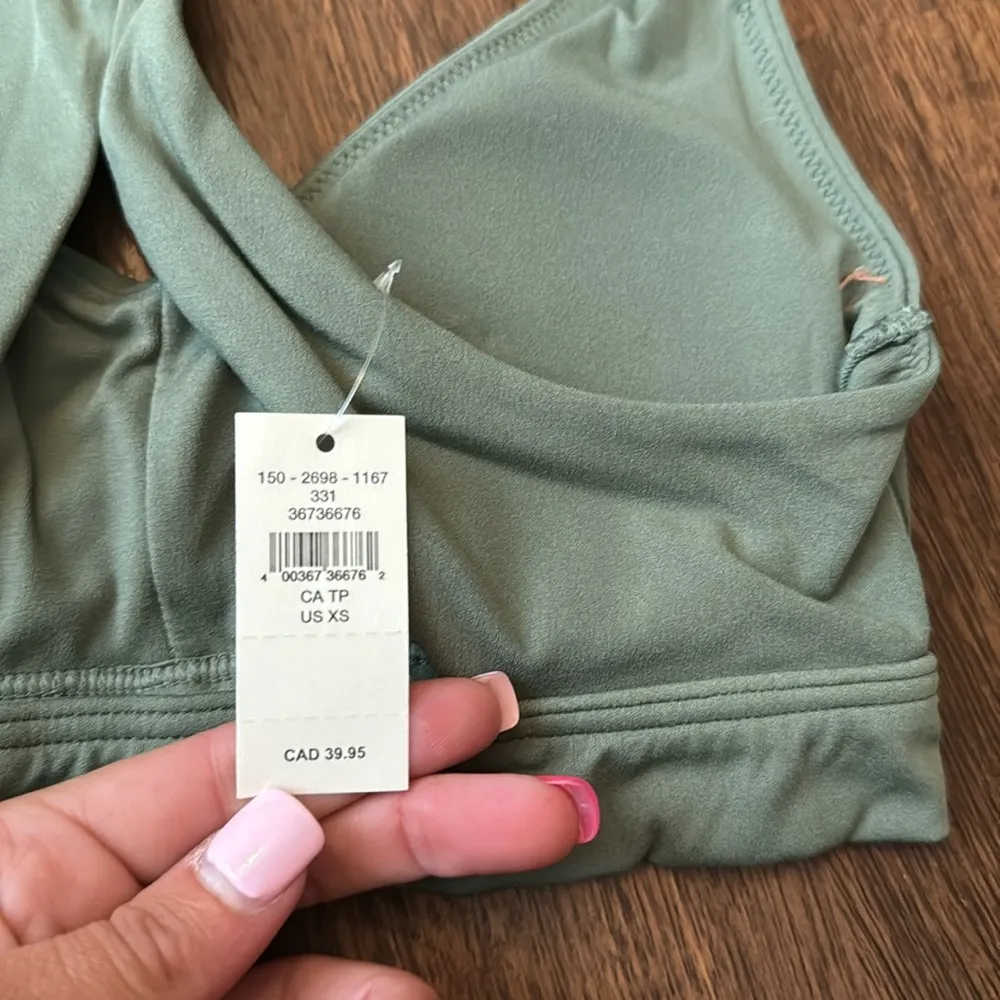 150 - 2698 - 1167
331
36736676
4 00367 36676 2
CA TP
US XS
CAD 39.95